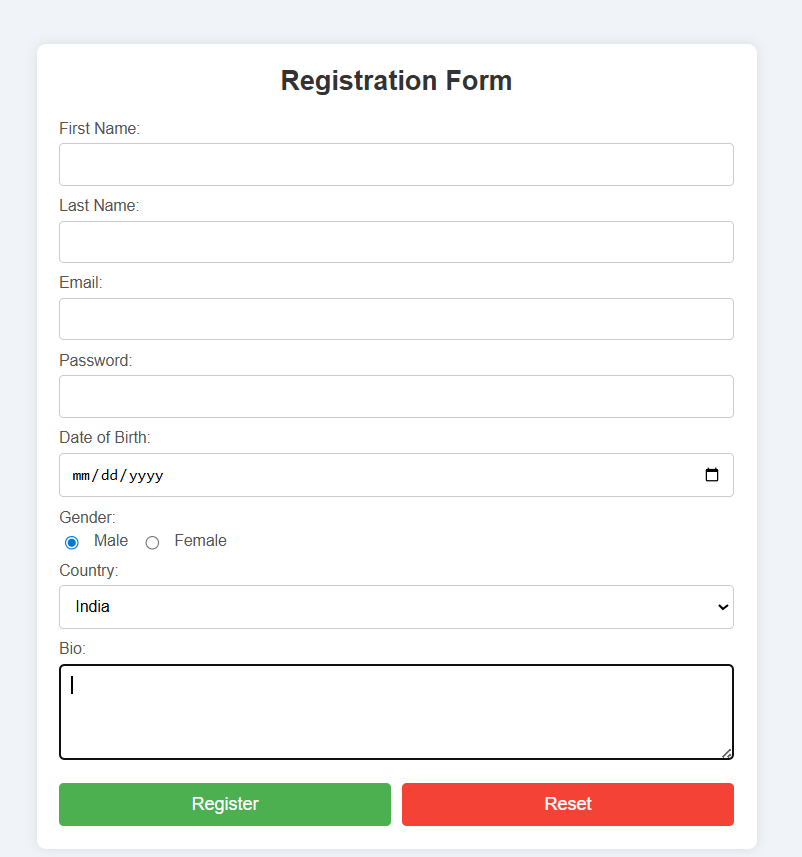 Registration Form
First Name:
Last Name:
Email:
Password:
Date of Birth:
mm/dd/yyyy
Gender:
Male Female
Country:
India
Bio:
Register Reset